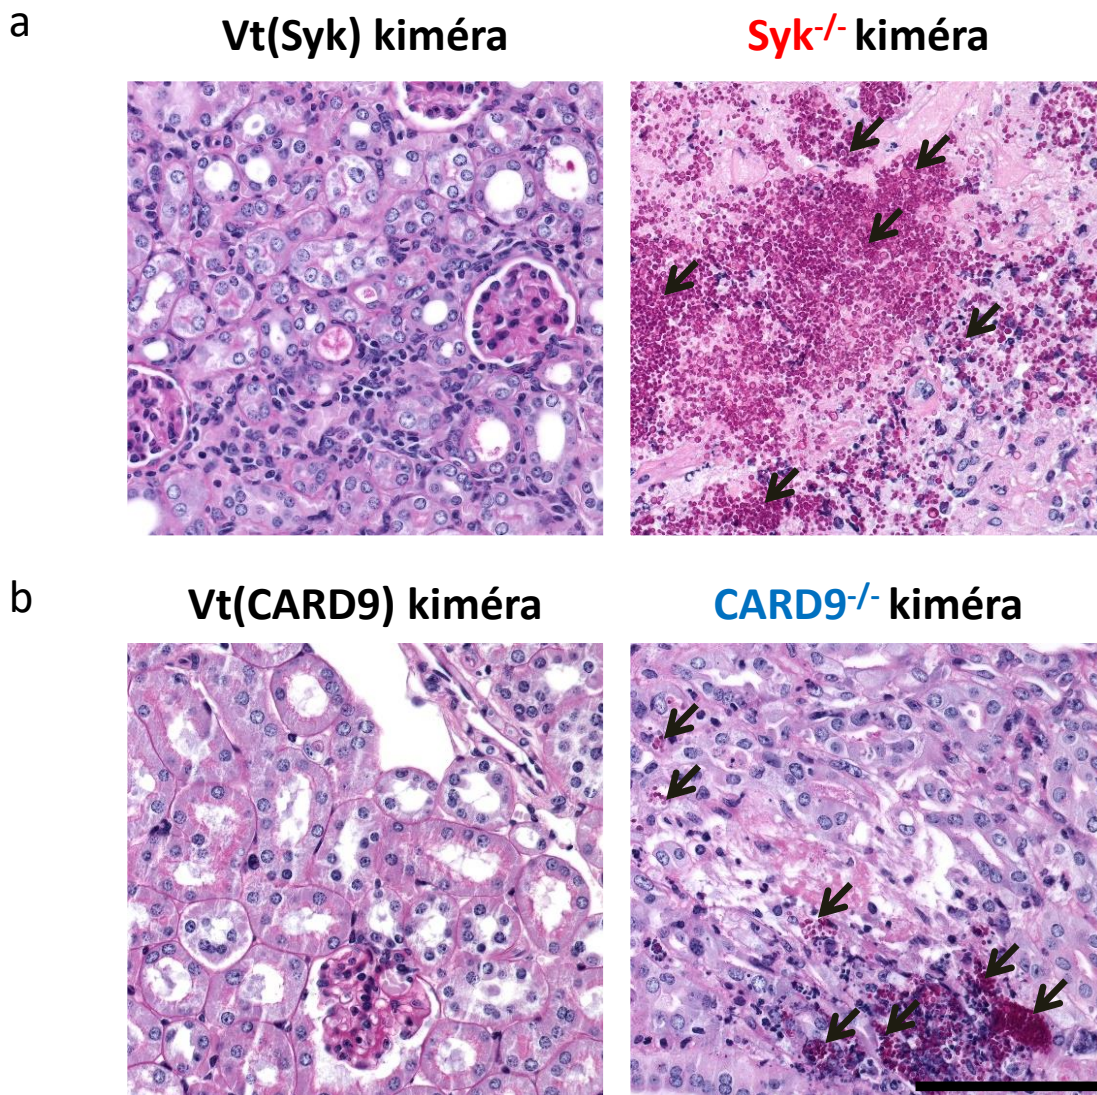 a
Vt(Syk) kiméra
Syk-/- kiméra
b
Vt(CARD9) kiméra
CARD9-/- kiméra